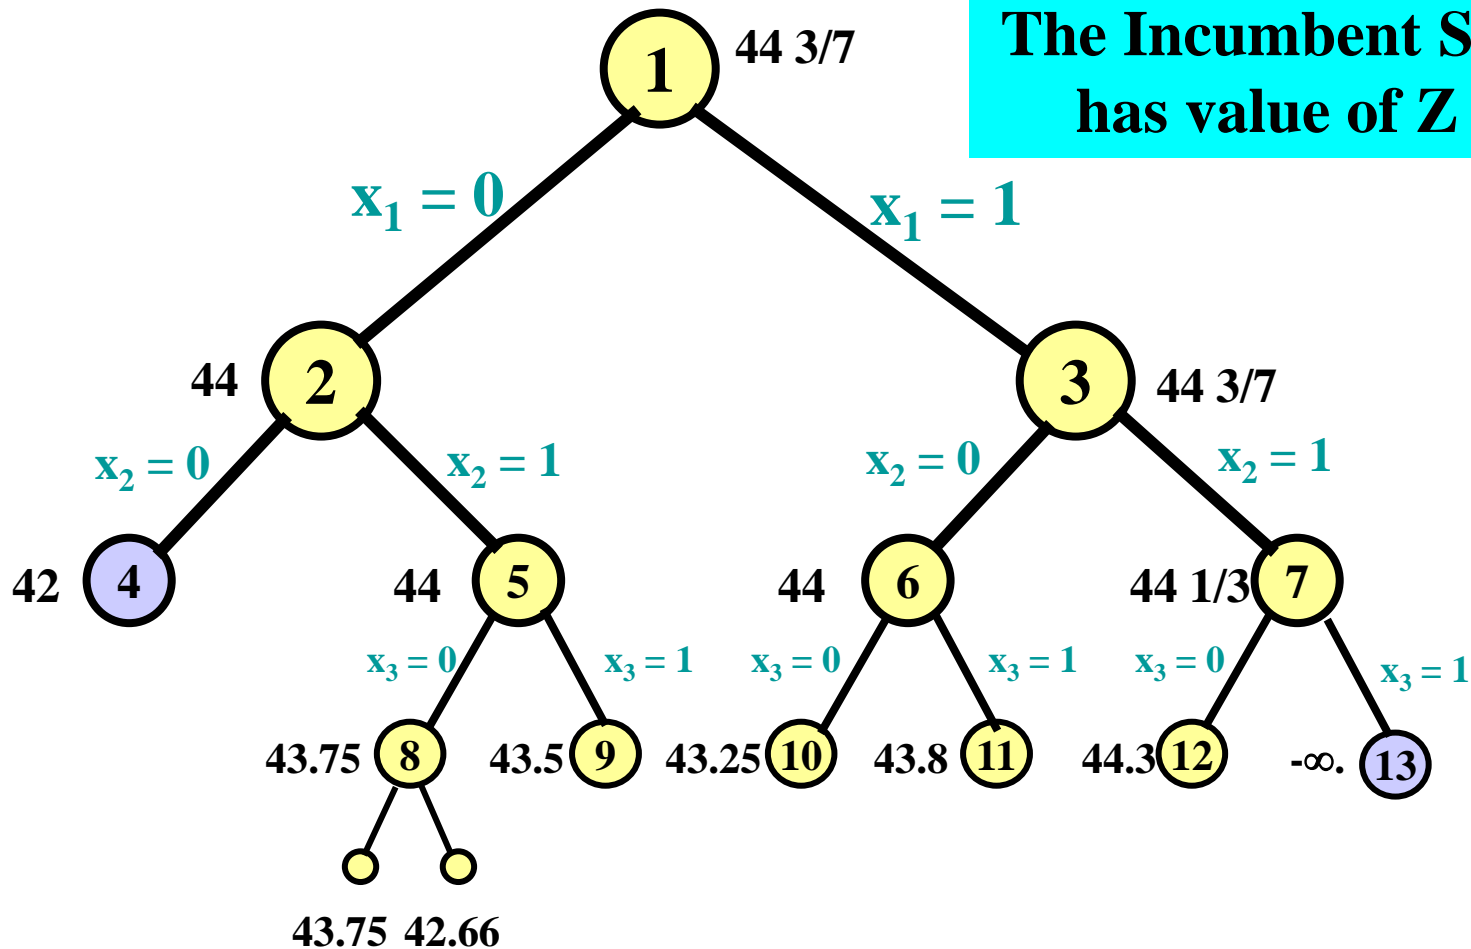 The Incumbent S
has value of Z
1 44 3/7
x₁ = 0 x₁ = 1
44 2 3 44 3/7
x₂ = 0 x₂ = 1 x₂ = 0 x₂ = 1
42 4 44 5 44 6 44 1/3 7
x₃ = 0 x₃ = 1 x₃ = 0 x₃ = 1 x₃ = 0 x₃ = 1
43.75 8 43.5 9 43.25 10 43.8 11 44.3 12 -∞. 13
43.75 42.66